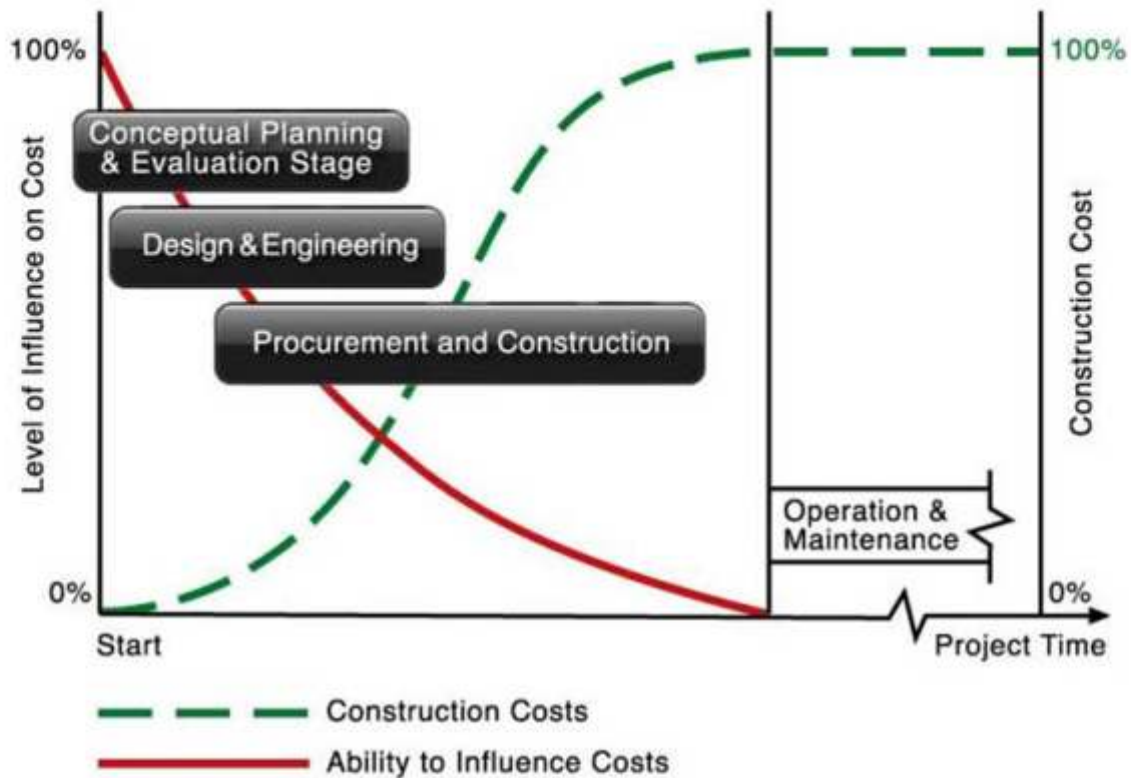 100%
100%
Conceptual Planning
& Evaluation Stage
Design & Engineering
Procurement and Construction
Level of Influence on Cost
Construction Cost
Operation &
Maintenance
0%
0%
Start
Project Time
Construction Costs
Ability to Influence Costs